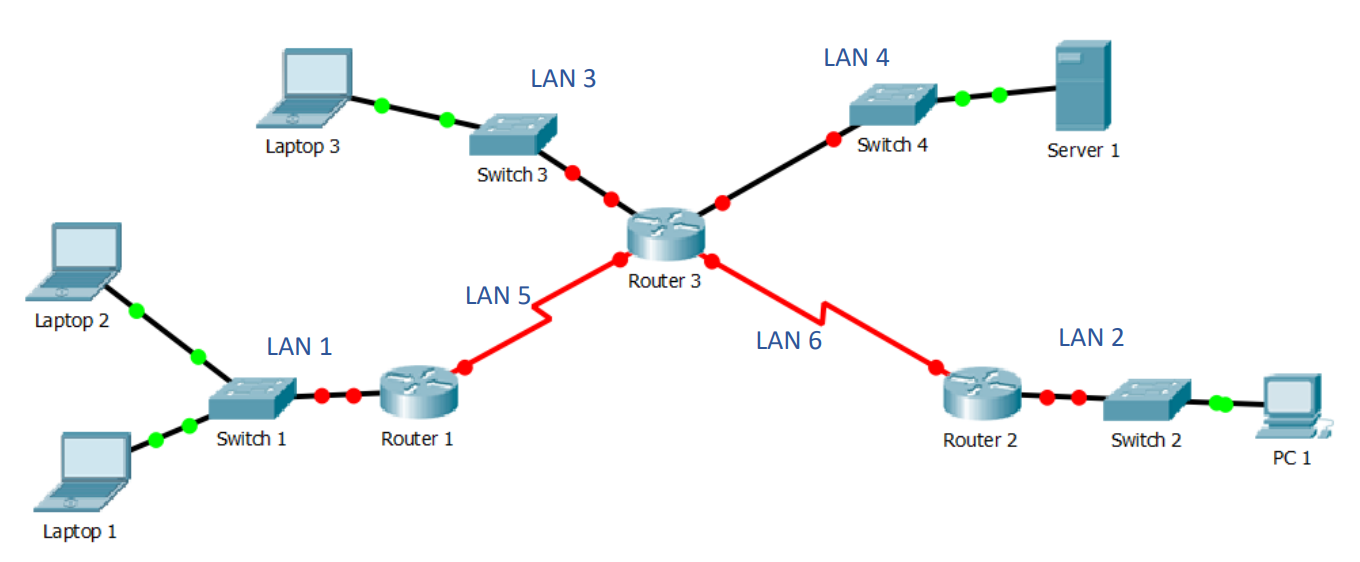 LAN 4
LAN 3
Laptop 3
Switch 4
Server 1
Switch 3
Router 3
LAN 5
Laptop 2
LAN 1
LAN 6
LAN 2
Switch 1
Router 1
Router 2
Switch 2
PC 1
Laptop 1